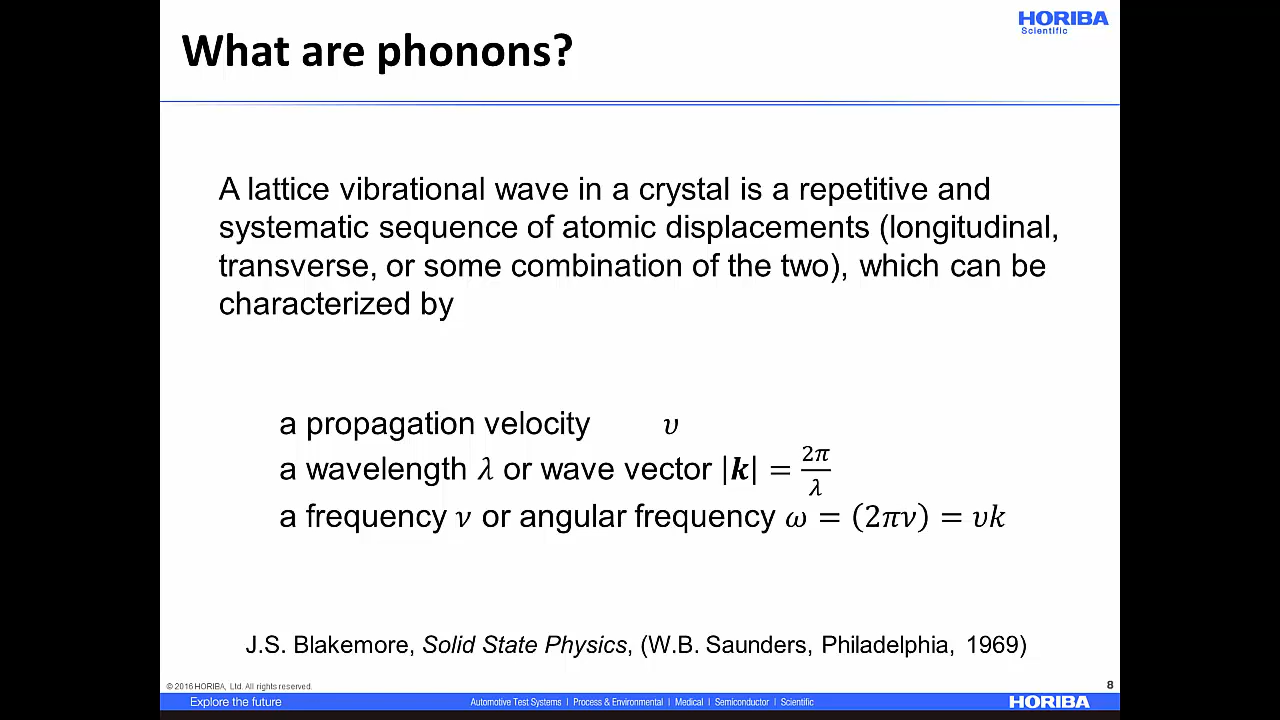 HORIBA
Scientific
What are phonons?
A lattice vibrational wave in a crystal is a repetitive and
systematic sequence of atomic displacements (longitudinal,
transverse, or some combination of the two), which can be
characterized by
a propagation velocity 𝜐
a wavelength 𝜆 or wave vector |𝒌| = 2𝜋/𝜆
a frequency 𝜈 or angular frequency 𝜔 = (2𝜋𝜈) = 𝜐𝑘
J.S. Blakemore, Solid State Physics, (W.B. Saunders, Philadelphia, 1969)
© 2016 HORIBA, Ltd. All rights reserved.
8
Explore the future
Automotive Test Systems | Process & Environmental | Medical | Semiconductor | Scientific
HORIBA